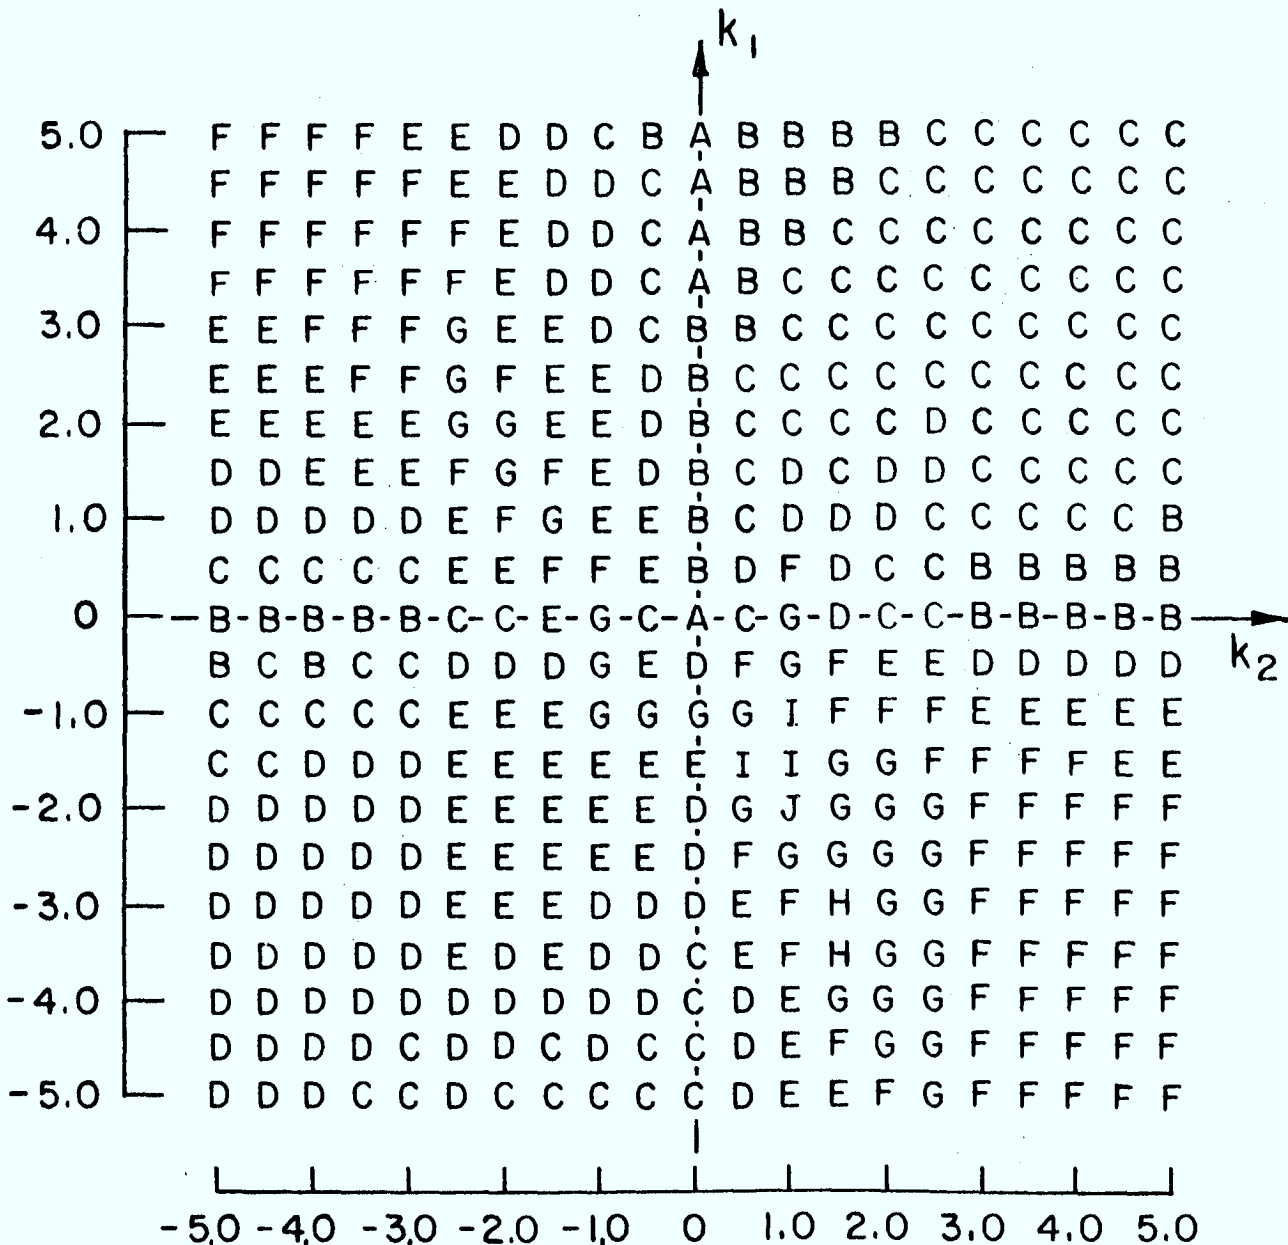 k₁
5.0 F F F F E E D D C B A B B B B C C C C C C
F F F F F E E D D C A B B B C C C C C C C
4.0 F F F F F F E D D C A B B C C C C C C C C
F F F F F F E D D C A B C C C C C C C C C
3.0 E E F F F G E E D C B B C C C C C C C C C
E E E F F G F E E D B C C C C C C C C C C
2.0 E E E E E G G E E D B C C C C D C C C C C
D D E E E F G F E D B C D C D D C C C C C
1.0 D D D D D E F G E E B C D D D C C C C C B
C C C C C E E F F E B D F D C C B B B B B
0 -B-B-B-B-B-C-C-E-G-C-A-C-G-D-C-C-B-B-B-B-B
B C B C C D D D G E D F G F E E D D D D D k₂
-1.0 C C C C C E E E G G G G I F F F E E E E E
C C D D D E E E E E E I I G G F F F F E E
-2.0 D D D D D E E E E E D G J G G G F F F F F
D D D D D E E E E E D F G G G G F F F F F
-3.0 D D D D D E E E D D D E F H G G F F F F F
D D D D D E D E D D C E F H G G F F F F F
-4.0 D D D D D D D D D D C D E G G G F F F F F
D D D D C D D C D C C D E F G G F F F F F
-5.0 D D D C C D C C C C C D E E F G F F F F F
-5.0 -4.0 -3.0 -2.0 -1.0 0 1.0 2.0 3.0 4.0 5.0